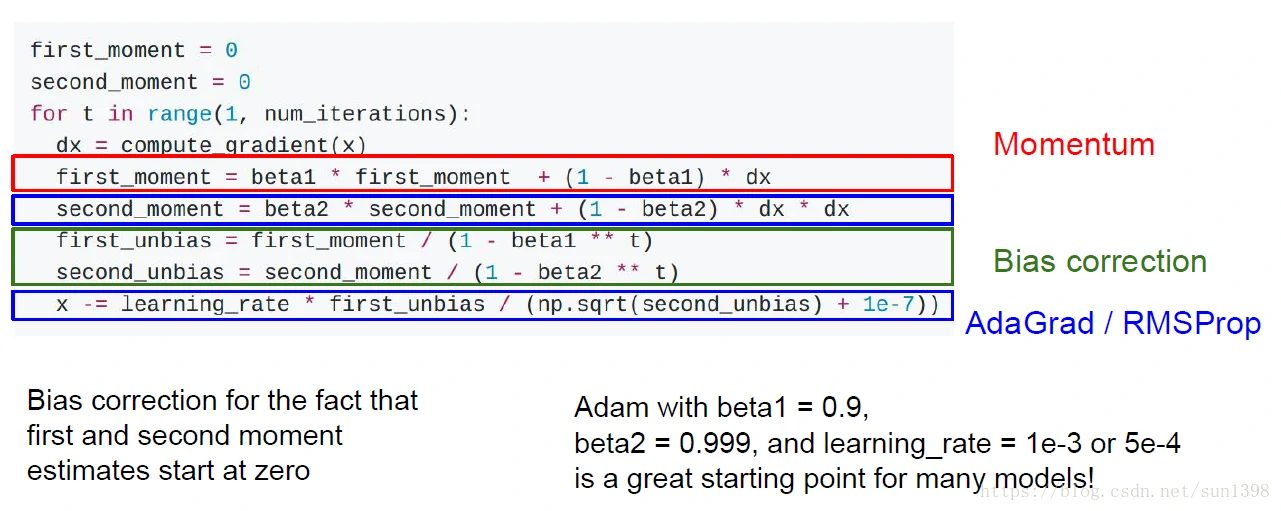 first_moment = 0
second_moment = 0
for t in range(1, num_iterations):
dx = compute_gradient(x)
first_moment = beta1 * first_moment + (1 - beta1) * dx
second_moment = beta2 * second_moment + (1 - beta2) * dx * dx
first_unbias = first_moment / (1 - beta1 ** t)
second_unbias = second_moment / (1 - beta2 ** t)
x -= learning_rate * first_unbias / (np.sqrt(second_unbias) + 1e-7))
Momentum
Bias correction
AdaGrad / RMSProp
Bias correction for the fact that
first and second moment
estimates start at zero
Adam with beta1 = 0.9,
beta2 = 0.999, and learning_rate = 1e-3 or 5e-4
is a great starting point for many models!
https://blog.csdn.net/sun1398